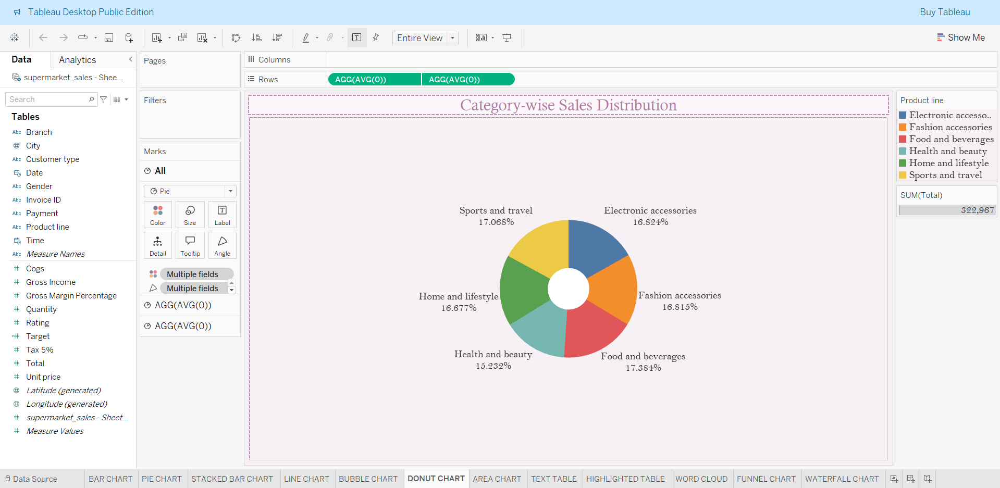 Tableau Desktop Public Edition
Buy Tableau
Entire View
Show Me
Data
Analytics
supermarket_sales - Shee...
Search
Tables
Abc Branch
City
Abc Customer type
Date
Abc Gender
Abc Invoice ID
Abc Payment
Abc Product line
Time
Abc Measure Names
# Cogs
# Gross Income
# Gross Margin Percentage
# Quantity
# Rating
=# Target
# Tax 5%
# Total
# Unit price
Latitude (generated)
Longitude (generated)
# supermarket_sales - Sheet...
# Measure Values
Pages
Filters
Marks
All
Pie
Color
Size
Label
Detail
Tooltip
Angle
Multiple fields
Multiple fields
AGG(AVG(0))
AGG(AVG(0))
Columns
Rows
AGG(AVG(0))
AGG(AVG(0))
Category-wise Sales Distribution
Sports and travel
17.068%
Electronic accessories
16.824%
Home and lifestyle
16.677%
Fashion accessories
16.815%
Health and beauty
15.232%
Food and beverages
17.384%
Product line
Electronic accesso..
Fashion accessories
Food and beverages
Health and beauty
Home and lifestyle
Sports and travel
SUM(Total)
322,967
Data Source
BAR CHART
PIE CHART
STACKED BAR CHART
LINE CHART
BUBBLE CHART
DONUT CHART
AREA CHART
TEXT TABLE
HIGHLIGHTED TABLE
WORD CLOUD
FUNNEL CHART
WATERFALL CHART